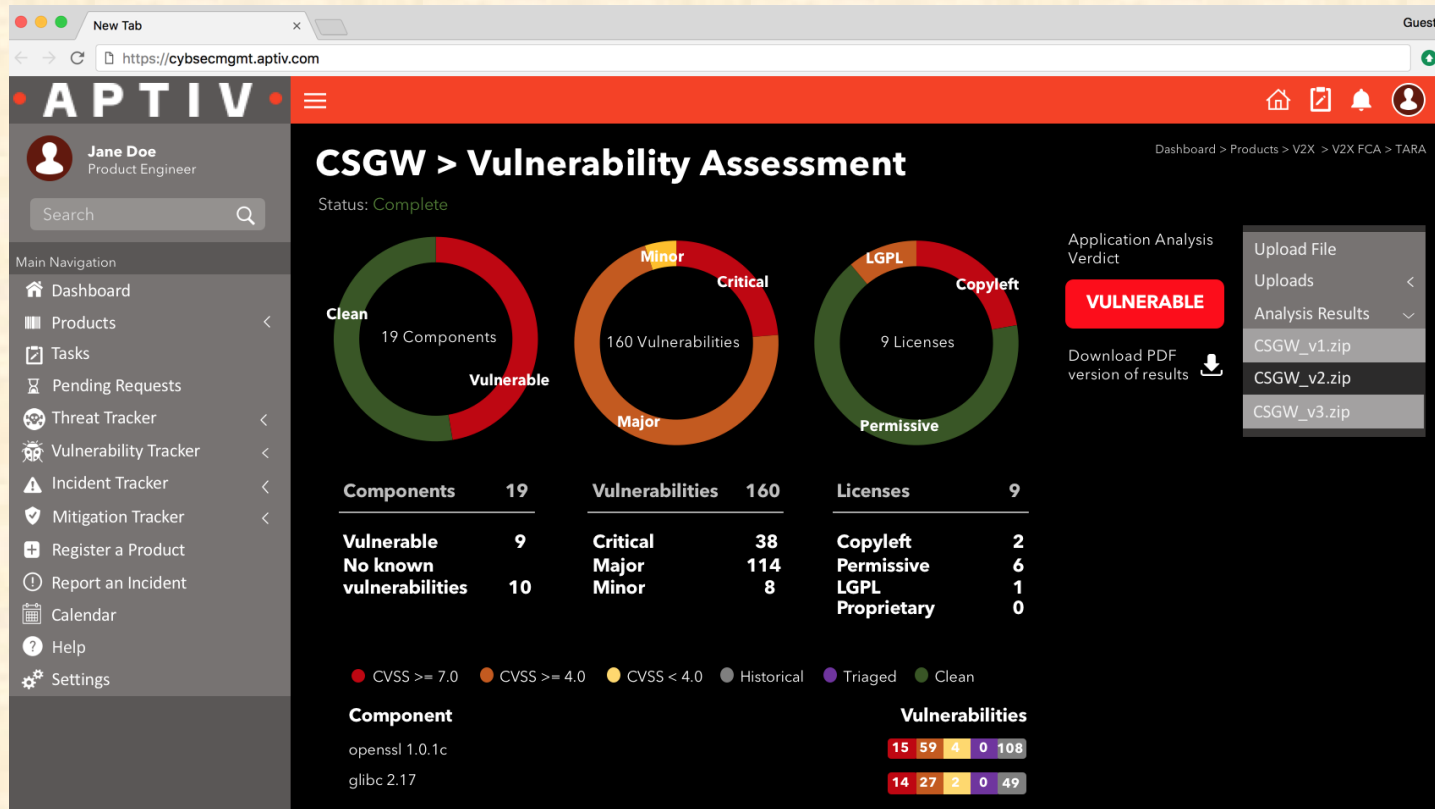 New Tab
Guest
https://cybsecmgmt.aptiv.com
APTIV
Jane Doe
Product Engineer
Search
Main Navigation
Dashboard
Products
Tasks
Pending Requests
Threat Tracker
Vulnerability Tracker
Incident Tracker
Mitigation Tracker
Register a Product
Report an Incident
Calendar
Help
Settings
CSGW > Vulnerability Assessment
Dashboard > Products > V2X > V2X FCA > TARA
Status: Complete
Clean
19 Components
Vulnerable
Minor
Critical
160 Vulnerabilities
Major
LGPL
Copyleft
9 Licenses
Permissive
Application Analysis
Verdict
VULNERABLE
Download PDF
version of results
Upload File
Uploads
Analysis Results
CSGW_v1.zip
CSGW_v2.zip
CSGW_v3.zip
Components 19
Vulnerable 9
No known
vulnerabilities 10
Vulnerabilities 160
Critical 38
Major 114
Minor 8
Licenses 9
Copyleft 2
Permissive 6
LGPL 1
Proprietary 0
CVSS >= 7.0 CVSS >= 4.0 CVSS < 4.0 Historical Triaged Clean
Component Vulnerabilities
openssl 1.0.1c 15 59 4 0 108
glibc 2.17 14 27 2 0 49